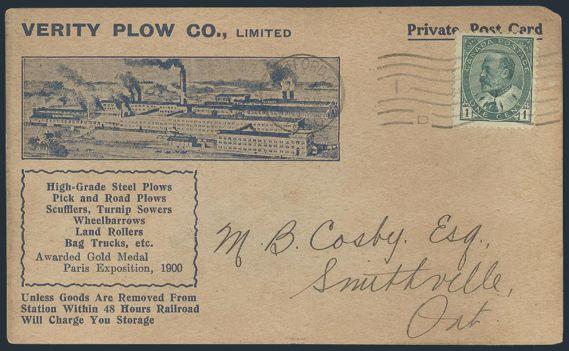 VERITY PLOW CO., LIMITED
Private Post Card
CANADA POSTAGE
1 ONE CENT 1
D
High-Grade Steel Plows
Pick and Road Plows
Scufflers, Turnip Sowers
Wheelbarrows
Land Rollers
Bag Trucks, etc.
Awarded Gold Medal
Paris Exposition, 1900
Unless Goods Are Removed From
Station Within 48 Hours Railroad
Will Charge You Storage
M. B. Cosby. Esq.,
Smithville,
Ont.